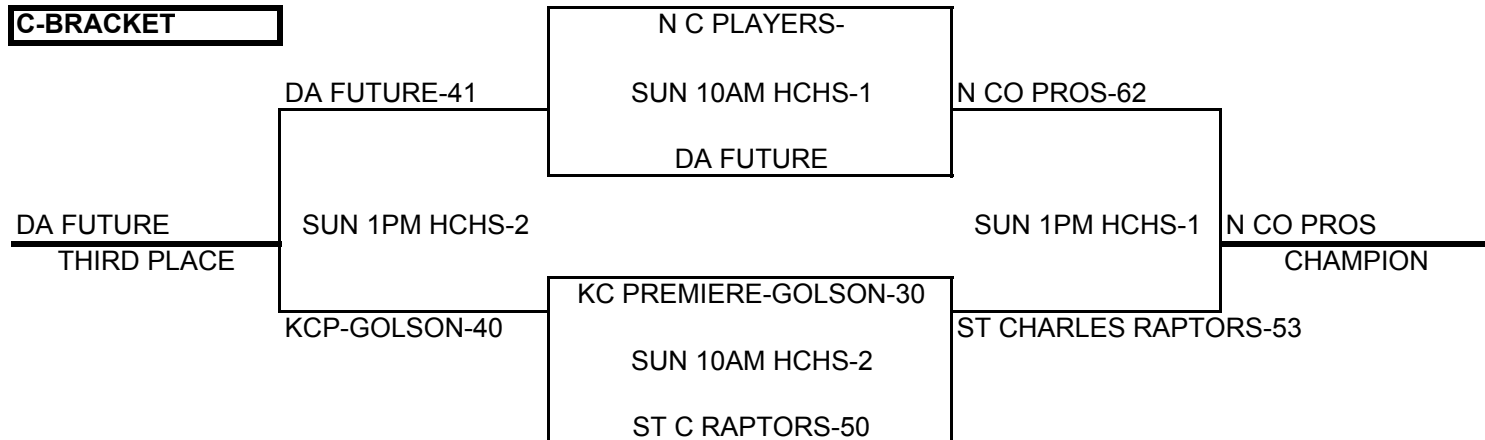 C-BRACKET
N C PLAYERS-
DA FUTURE-41
SUN 10AM HCHS-1
N CO PROS-62
DA FUTURE
DA FUTURE
SUN 1PM HCHS-2
SUN 1PM HCHS-1
N CO PROS
THIRD PLACE
CHAMPION
KC PREMIERE-GOLSON-30
KCP-GOLSON-40
ST CHARLES RAPTORS-53
SUN 10AM HCHS-2
ST C RAPTORS-50